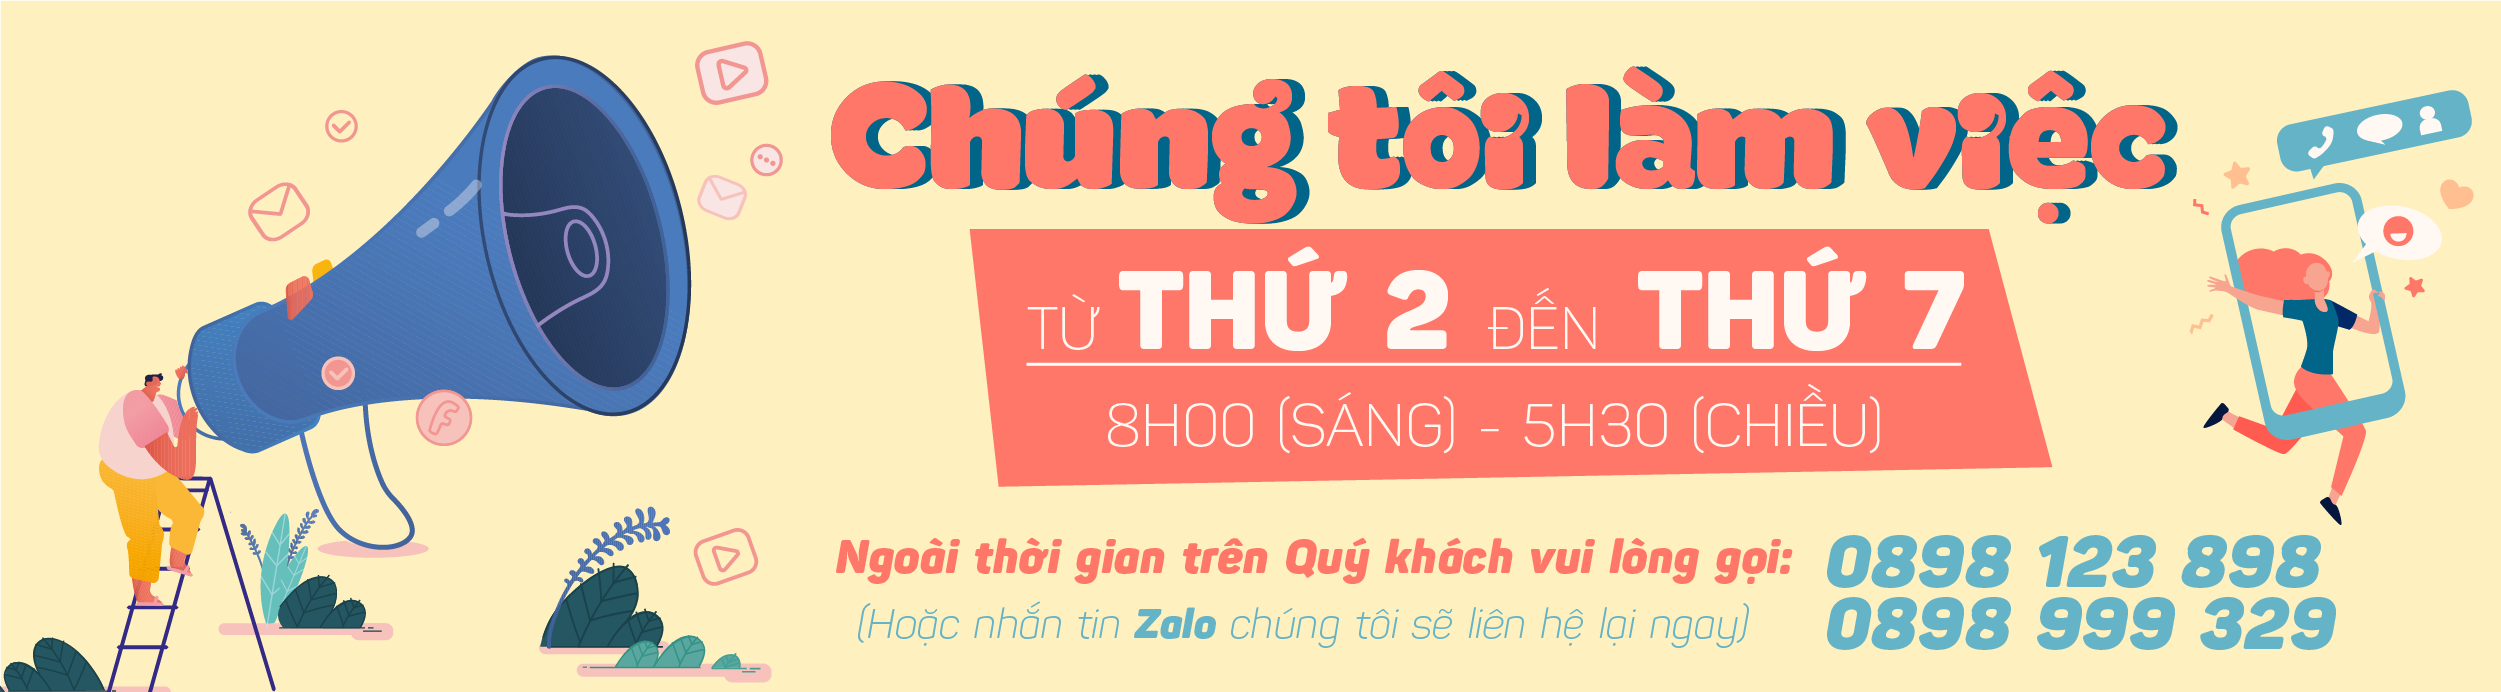 Chúng tôi làm việc
TỪ THỨ 2 ĐẾN THỨ 7
8H00 (SÁNG) - 5H30 (CHIỀU)
Ngoài thời gian trên Quý khách vui lòng gọi: 0898 123 898
(Hoặc nhắn tin Zalo chúng tôi sẽ liên hệ lại ngay) 0898 999 329